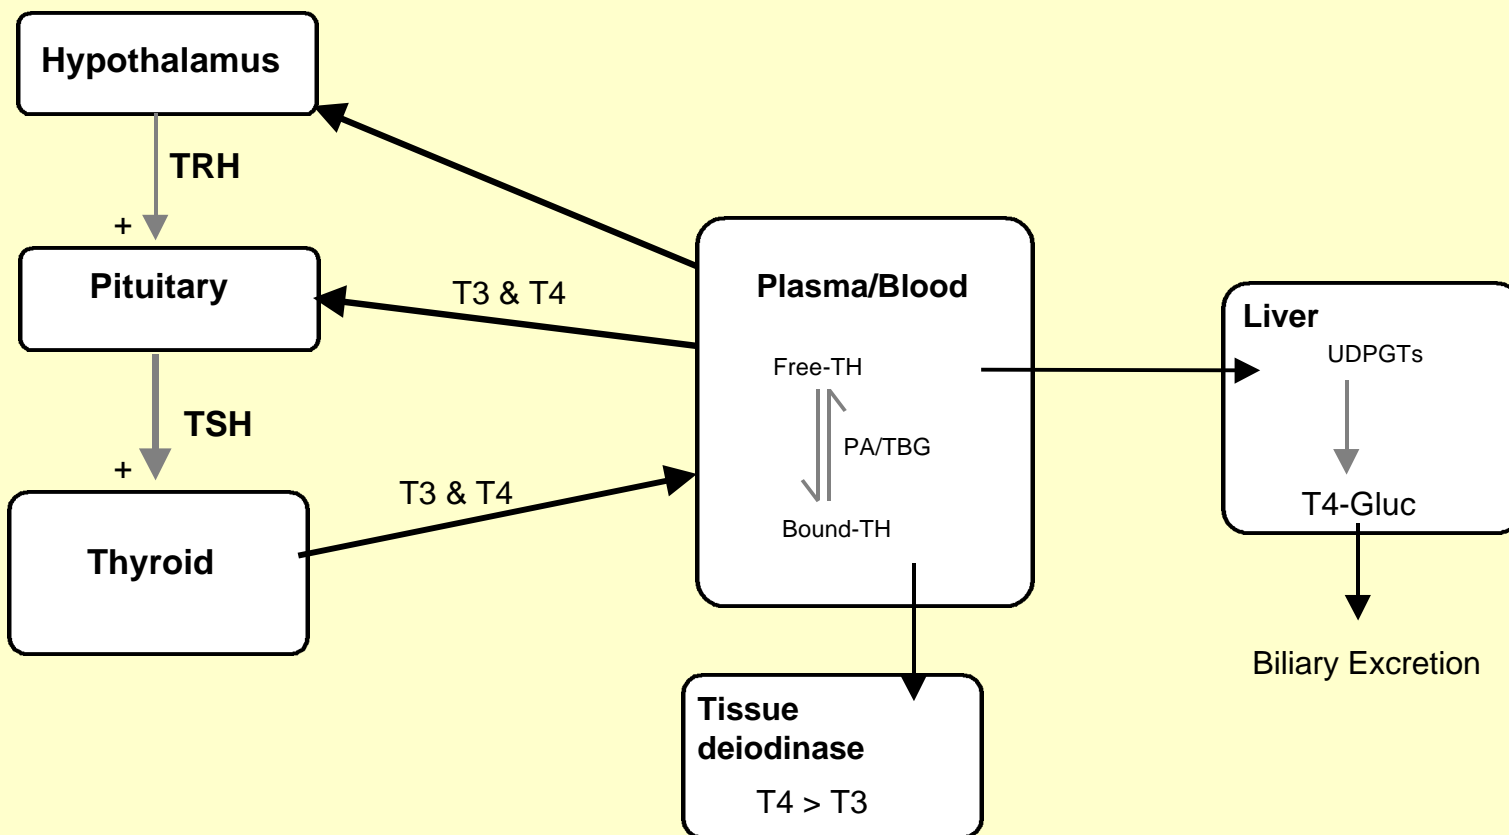 Hypothalamus
TRH
+
Pituitary
TSH
+
Thyroid
T3 & T4
T3 & T4
Plasma/Blood
Free-TH
PA/TBG
Bound-TH
Tissue
deiodinase
T4 > T3
Liver
UDPGTs
T4-Gluc
Biliary Excretion